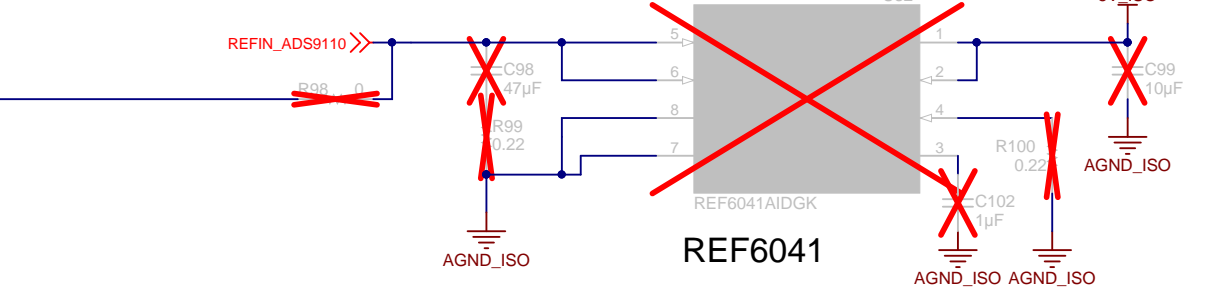 REFIN_ADS9110
5
6
8
7
1
2
4
3
C98
47µF
R98
0
R99
0.22
C99
10µF
R100
0.22
AGND_ISO
REF6041AIDGK
C102
1µF
AGND_ISO
REF6041
AGND_ISO
AGND_ISO